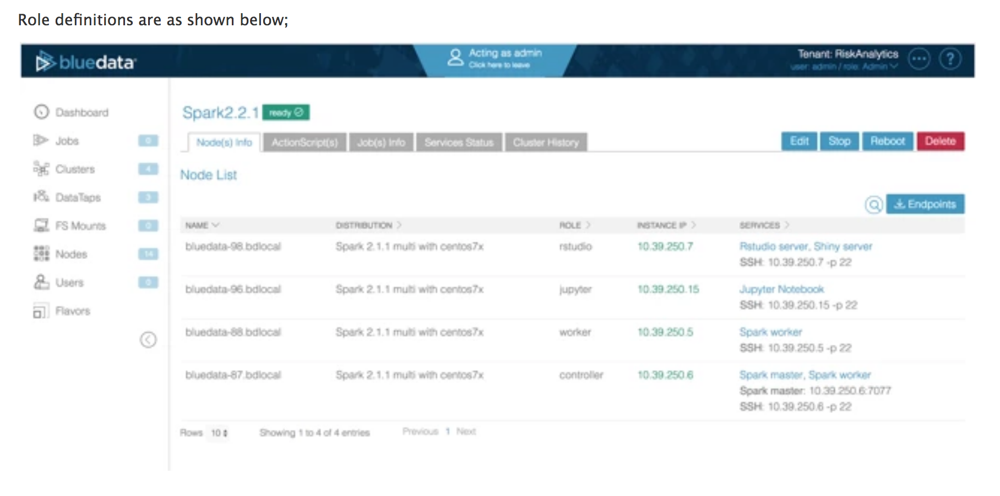 Role definitions are as shown below;
bluedata
Acting as admin
Click here to leave
Tenant: RiskAnalytics
user: admin / role: Admin
?
Dashboard
Jobs 0
Clusters 4
DataTaps 3
FS Mounts 0
Nodes 14
Users 0
Flavors
Spark2.2.1 ready
Node(s) Info ActionScript(s) Job(s) Info Services Status Cluster History Edit Stop Reboot Delete
Node List
Endpoints
NAME DISTRIBUTION ROLE INSTANCE IP SERVICES
bluedata-98.bdlocal Spark 2.1.1 multi with centos7x rstudio 10.39.250.7 Rstudio server, Shiny server
SSH: 10.39.250.7 -p 22
bluedata-96.bdlocal Spark 2.1.1 multi with centos7x jupyter 10.39.250.15 Jupyter Notebook
SSH: 10.39.250.15 -p 22
bluedata-88.bdlocal Spark 2.1.1 multi with centos7x worker 10.39.250.5 Spark worker
SSH: 10.39.250.5 -p 22
bluedata-87.bdlocal Spark 2.1.1 multi with centos7x controller 10.39.250.6 Spark master, Spark worker
Spark master: 10.39.250.6:7077
SSH: 10.39.250.6 -p 22
Rows 10 Showing 1 to 4 of 4 entries Previous 1 Next